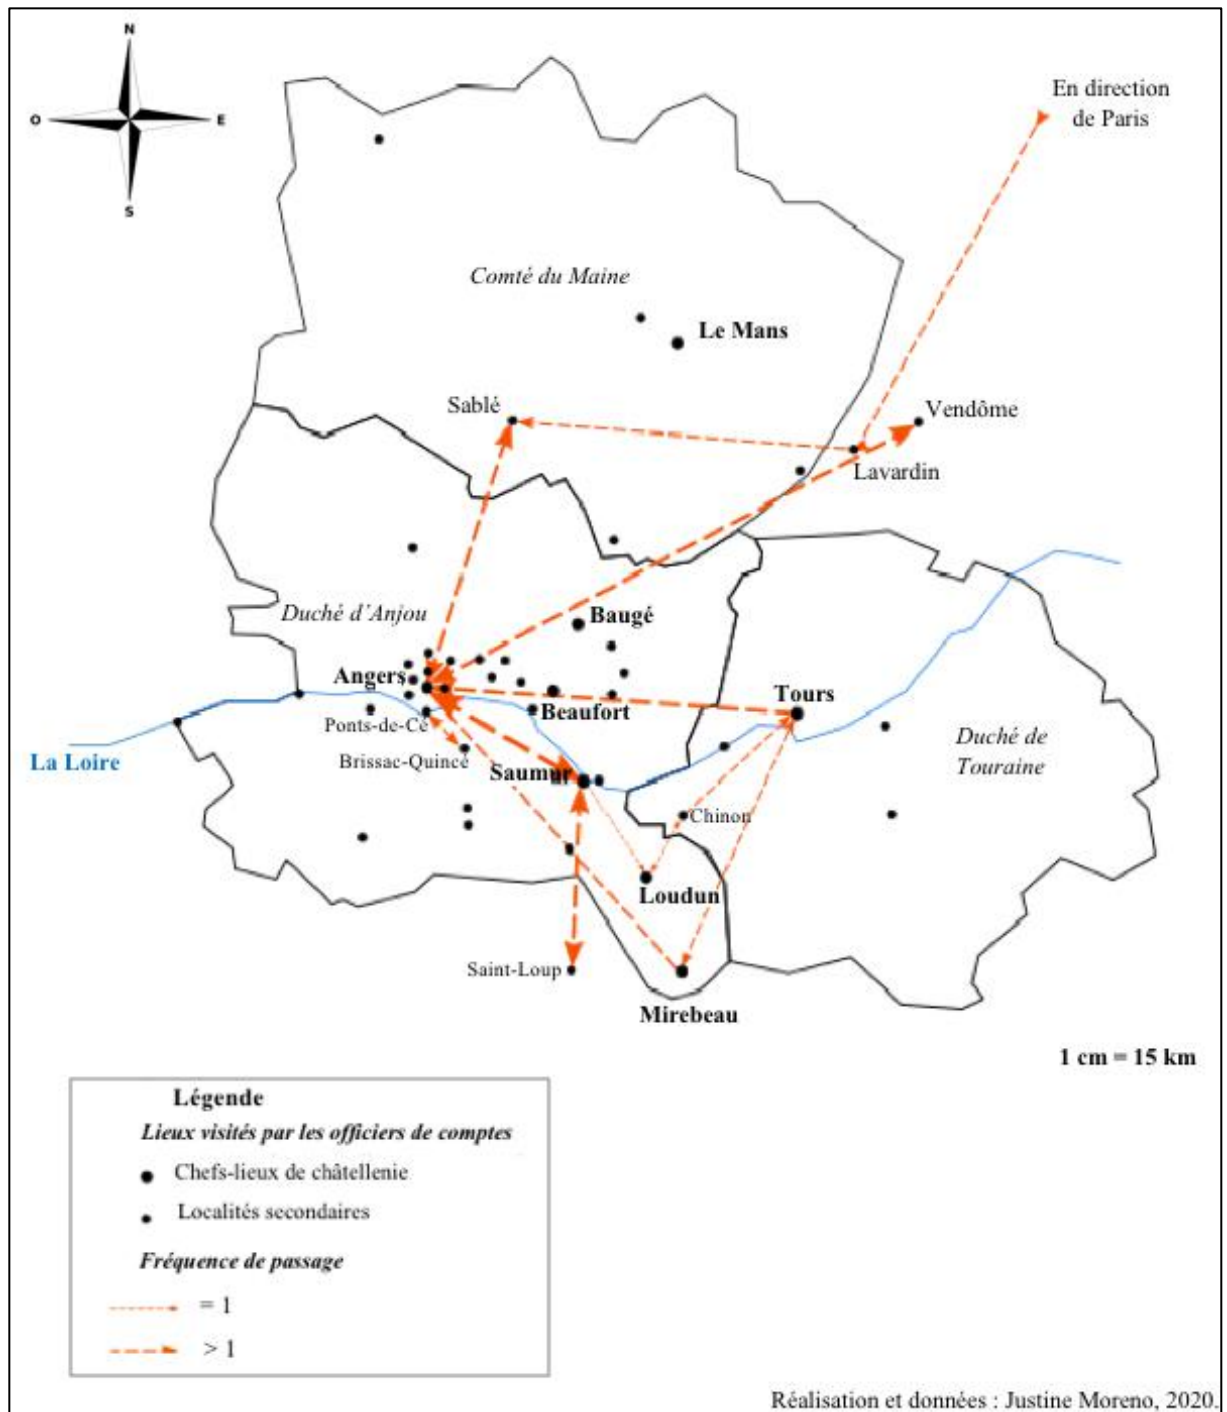 N
O
E
S
En direction
de Paris
Comté du Maine
Le Mans
Sablé
Vendôme
Lavardin
Duché d'Anjou
Baugé
Angers
Tours
Beaufort
Ponts-de-Cé
Brissac-Quincé
Duché de
Touraine
La Loire
Saumur
Chinon
Loudun
Saint-Loup
Mirebeau
1 cm = 15 km
Légende
Lieux visités par les officiers de comptes
Chefs-lieux de châtellenie
Localités secondaires
Fréquence de passage
= 1
> 1
Réalisation et données : Justine Moreno, 2020.